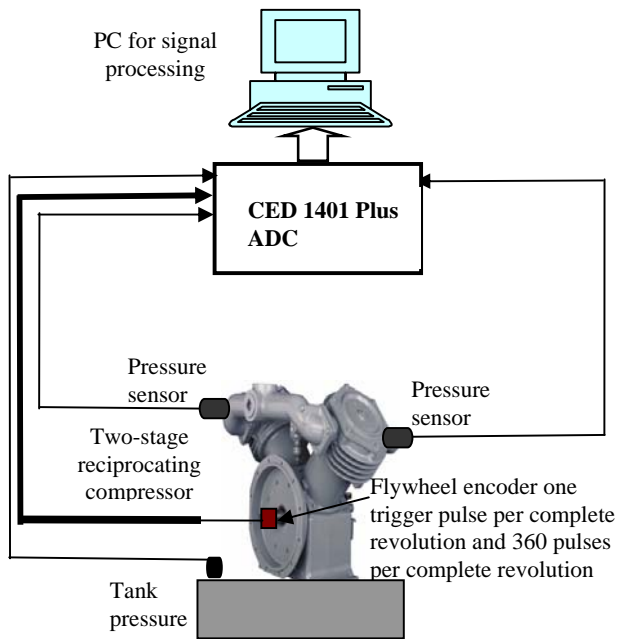 PC for signal
processing
CED 1401 Plus
ADC
Pressure
sensor
Pressure
sensor
Two-stage
reciprocating
compressor
Flywheel encoder one
trigger pulse per complete
revolution and 360 pulses
per complete revolution
Tank
pressure